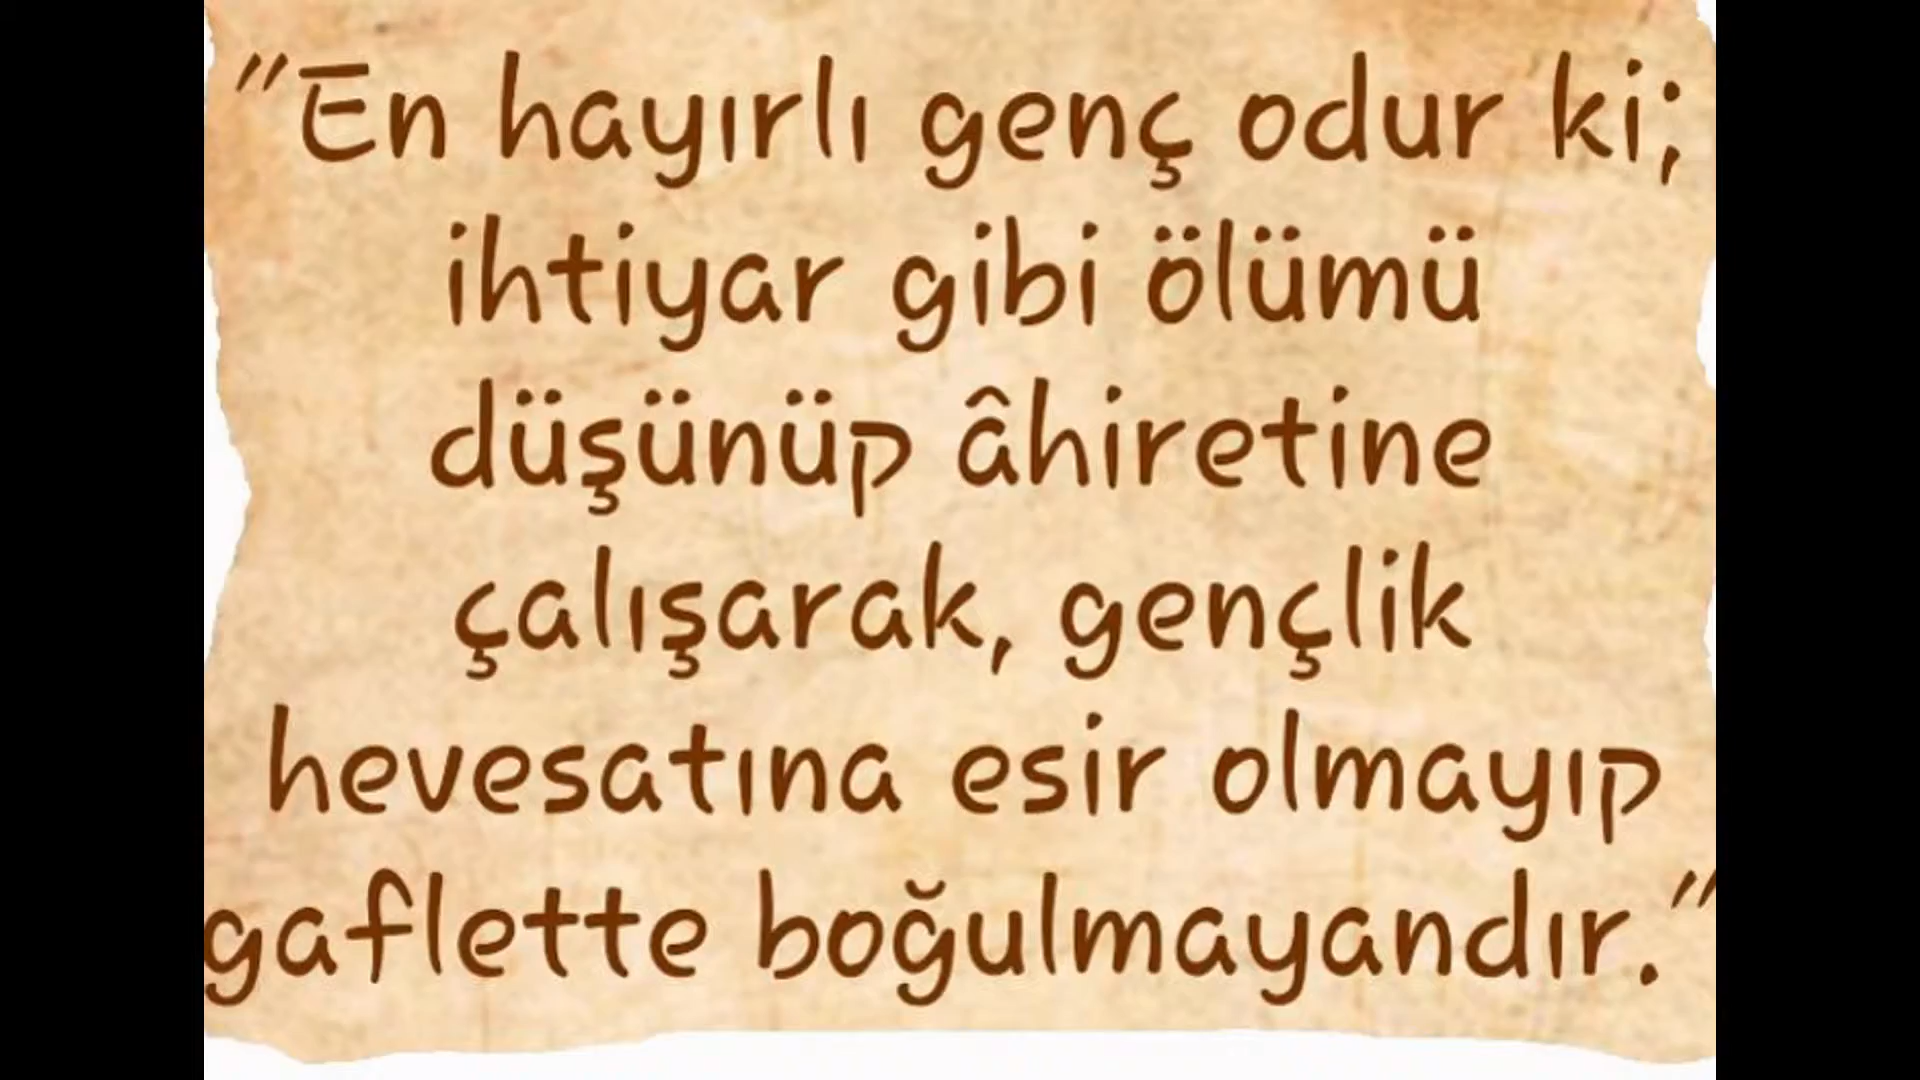 "En hayırlı genç odur ki;
ihtiyar gibi ölümü
düşünüp âhiretine
çalışarak, gençlik
hevesatına esir olmayıp
gaflette boğulmayandır."